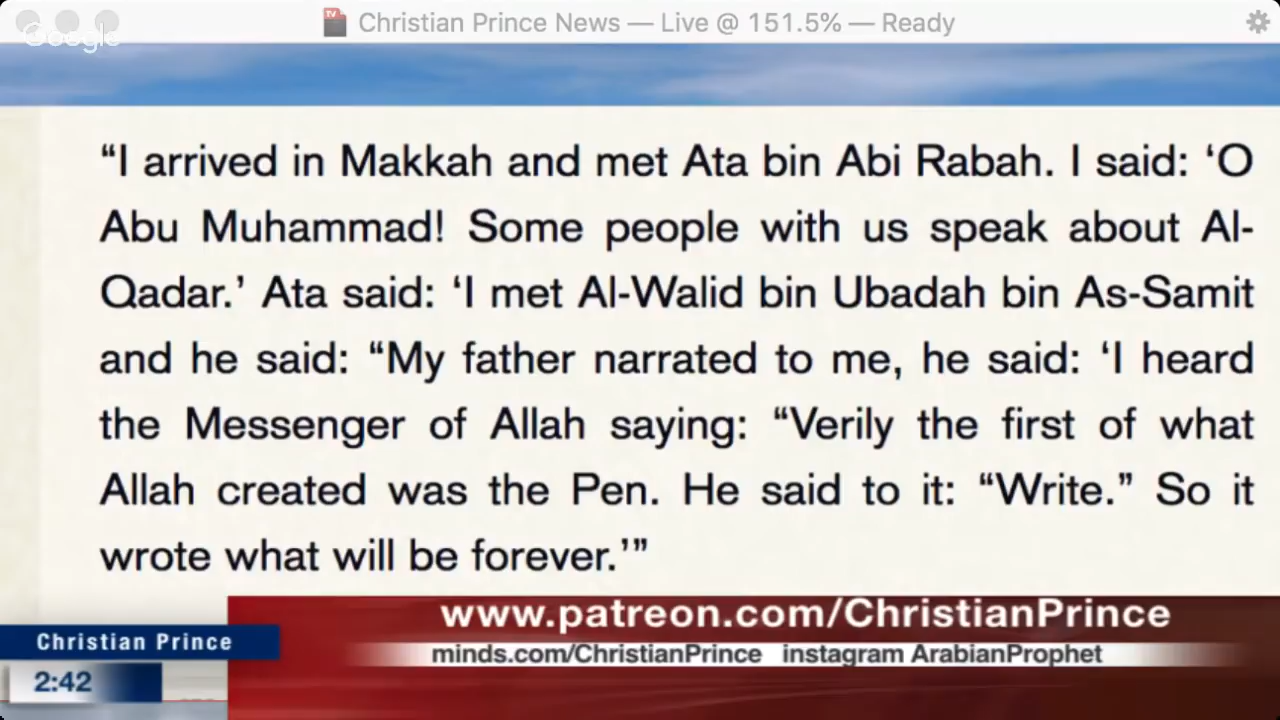 Christian Prince News — Live @ 151.5% — Ready
Google
“I arrived in Makkah and met Ata bin Abi Rabah. I said: ‘O
Abu Muhammad! Some people with us speak about Al-
Qadar.’ Ata said: ‘I met Al-Walid bin Ubadah bin As-Samit
and he said: “My father narrated to me, he said: ‘I heard
the Messenger of Allah saying: “Verily the first of what
Allah created was the Pen. He said to it: “Write.” So it
wrote what will be forever.’”
www.patreon.com/ChristianPrince
Christian Prince
minds.com/ChristianPrince instagram ArabianProphet
2:42